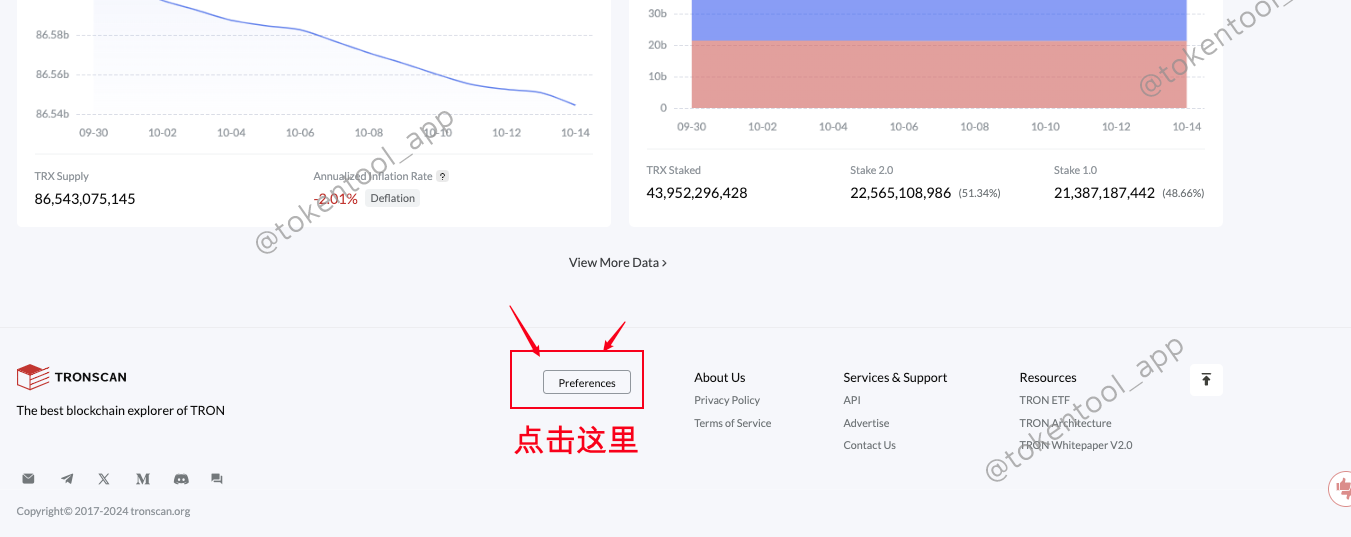 30b
86.58b
20b
86.56b
10b
86.54b
0
09-30 10-02 10-04 10-06 10-08 10-10 10-12 10-14
09-30 10-02 10-04 10-06 10-08 10-10 10-12 10-14
TRX Supply
86,543,075,145
Annualized Inflation Rate ?
-2.01% Deflation
TRX Staked
43,952,296,428
Stake 2.0
22,565,108,986 (51.34%)
Stake 1.0
21,387,187,442 (48.66%)
@tokentool_app
@tokentool_app
View More Data >
TRONSCAN
The best blockchain explorer of TRON
Preferences
点击这里
About Us
Privacy Policy
Terms of Service
Services & Support
API
Advertise
Contact Us
Resources
TRON ETF
TRON Architecture
TRON Whitepaper V2.0
@tokentool_app
Copyright© 2017-2024 tronscan.org